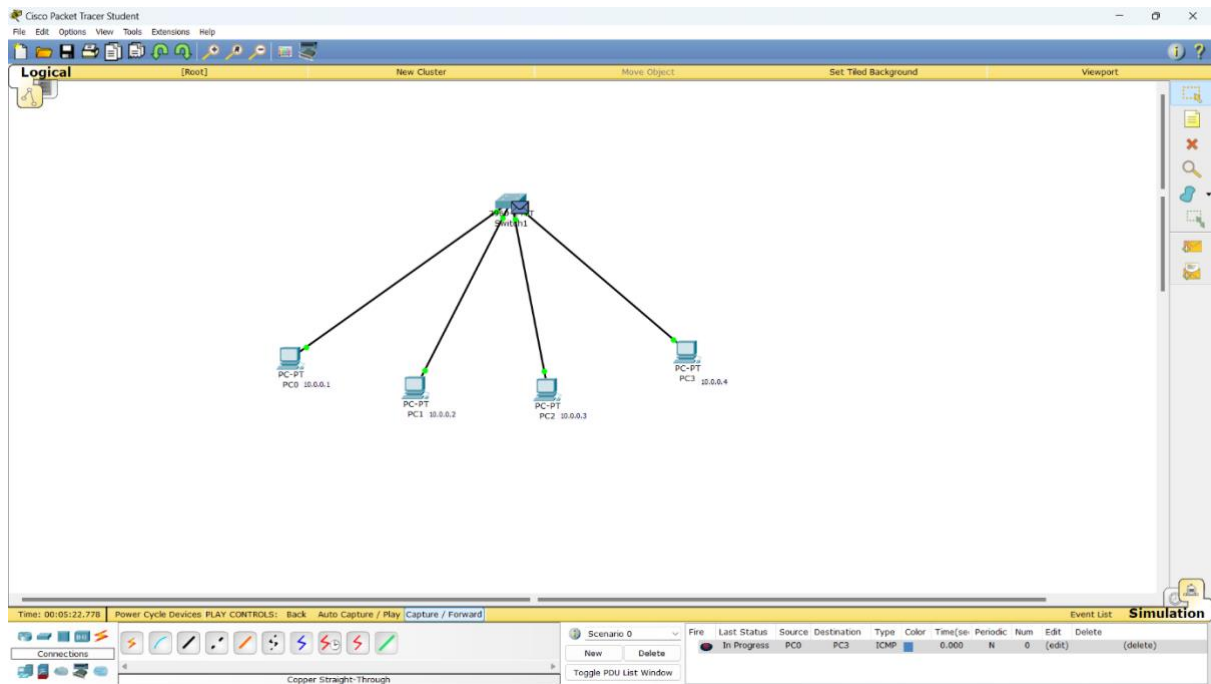 Cisco Packet Tracer Student
File Edit Options View Tools Extensions Help
Logical [Root] New Cluster Move Object Set Tiled Background Viewport
Switch1
PC-PT
PC0 10.0.0.1
PC-PT
PC1 10.0.0.2
PC-PT
PC2 10.0.0.3
PC-PT
PC3 10.0.0.4
Time: 00:05:22.778 Power Cycle Devices PLAY CONTROLS: Back Auto Capture / Play Capture / Forward Event List Simulation
Connections
Copper Straight-Through
Scenario 0
New Delete
Toggle PDU List Window
Fire Last Status Source Destination Type Color Time(se Periodic Num Edit Delete
In Progress PC0 PC3 ICMP 0.000 N 0 (edit) (delete)